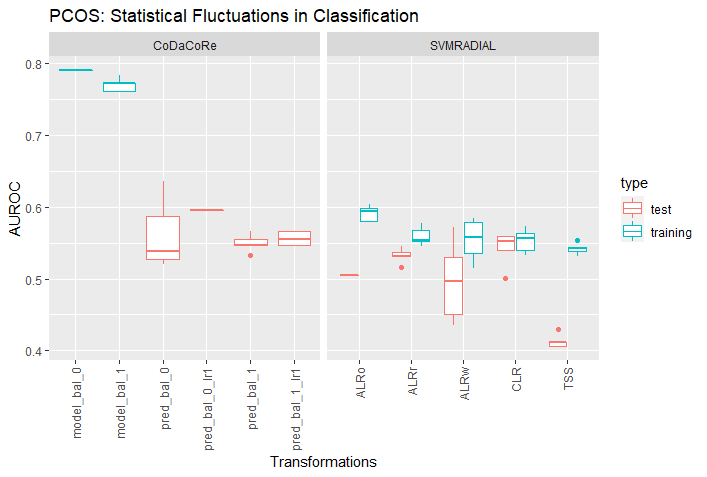 PCOS: Statistical Fluctuations in Classification
CoDaCoRe
SVMRADIAL
0.8
0.7
0.6
0.5
0.4
AUROC
model_bal_0
model_bal_1
pred_bal_0
pred_bal_0_lr1
pred_bal_1
pred_bal_1_lr1
ALRo
ALRr
ALRw
CLR
TSS
Transformations
type
test
training